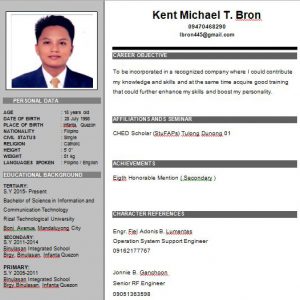 Kent Michael T. Bron
09470468290
lbron445@gmail.com
PERSONAL DATA
AGE : 18 years old
DATE OF BIRTH : 28 July 1998
PLACE OF BIRTH : Infanta, Quezon
NATIONALITY : Filipino
CIVIL STATUS : Single
RELIGION : Catholic
HEIGHT : 5'0"
WEIGHT : 51 kg
LANGUAGES SPOKEN : Filipino - English
EDUCATIONAL BACKGROUND
TERTIARY:
S.Y 2015- Present
Bachelor of Science in Information and
Communication Technology
Rizal Technological University
Boni, Avenue, Mandaluyong City
SECONDARY:
S.Y 2011-2014
Binulasan Integrated School
Brgy. Binulasan, Infanta Quezon
PRIMARY:
S.Y 2005-2011
Binulasan Integrated School
Brgy. Binulasan, Infanta Quezon
CAREER OBJECTIVE
To be incorporated in a recognized company where I could contribute
my knowledge and skills and at the same time acquire good training
that could further enhance my skills and boost my potential.
AFFILIATIONS AND SEMINAR
CHED Scholar (StuFAPs) Tulong Dunong 01
ACHIEVEMENTS
Eigth Honorable Mention ( Secondary )
CHARACTER REFERENCES
Engr. Fiel Adonis B. Lumantas
Operation System Support Engineer
09162177767
Jonnie B. Ganchoon
Senior RF Engineer
09051363598